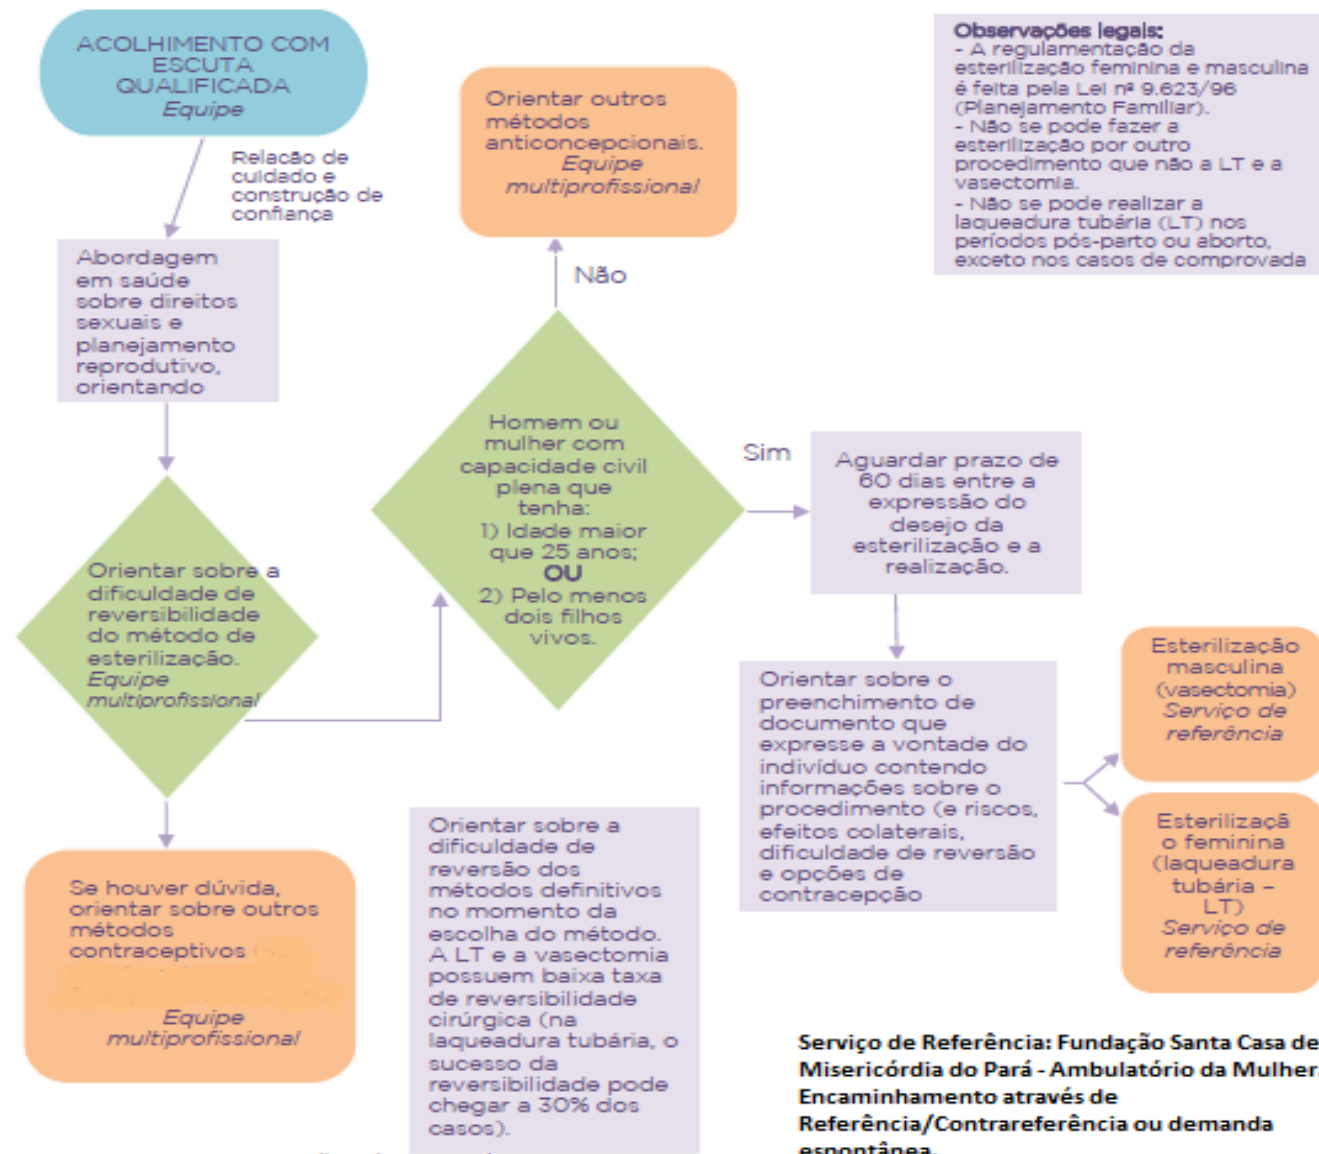 ACOLHIMENTO COM
ESCUTA
QUALIFICADA
Equipe
Relação de
cuidado e
construção de
confiança
Abordagem
em saúde
sobre direitos
sexuais e
planejamento
reprodutivo,
orientando
Orientar sobre a
dificuldade de
reversibilidade
do método de
esterilização.
Equipe
multiprofissional
Se houver dúvida,
orientar sobre outros
métodos
contraceptivos
Equipe
multiprofissional
Orientar outros
métodos
anticoncepcionais.
Equipe
multiprofissional
Não
Homem ou
mulher com
capacidade civil
plena que
tenha:
1) Idade maior
que 25 anos;
OU
2) Pelo menos
dois filhos
vivos.
Sim
Aguardar prazo de
60 dias entre a
expressão do
desejo da
esterilização e a
realização.
Orientar sobre o
preenchimento de
documento que
expresse a vontade do
indivíduo contendo
informações sobre o
procedimento (e riscos,
efeitos colaterais,
dificuldade de reversão
e opções de
contracepção
Esterilização
masculina
(vasectomia)
Serviço de
referência
Esterilizaçã
o feminina
(laqueadura
tubária –
LT)
Serviço de
referência
Orientar sobre a
dificuldade de
reversão dos
métodos definitivos
no momento da
escolha do método.
A LT e a vasectomia
possuem baixa taxa
de reversibilidade
cirúrgica (na
laqueadura tubária, o
sucesso da
reversibilidade pode
chegar a 30% dos
casos).
Observações legais:
- A regulamentação da
esterilização feminina e masculina
é feita pela Lei nº 9.623/96
(Planejamento Familiar).
- Não se pode fazer a
esterilização por outro
procedimento que não a LT e a
vasectomia.
- Não se pode realizar a
laqueadura tubária (LT) nos
períodos pós-parto ou aborto,
exceto nos casos de comprovada
Serviço de Referência: Fundação Santa Casa de
Misericórdia do Pará - Ambulatório da Mulher.
Encaminhamento através de
Referência/Contrareferência ou demanda
espontânea.